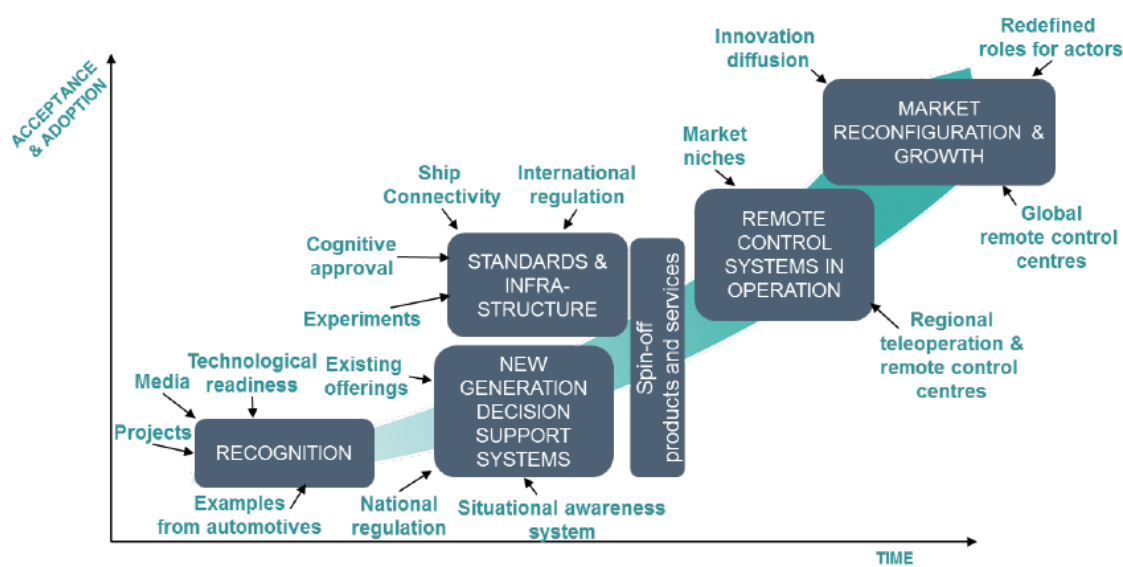 ACCEPTANCE
& ADOPTION
Innovation
diffusion
Redefined
roles for actors
MARKET
RECONFIGURATION &
GROWTH
Market
niches
Global
remote control
centres
REMOTE
CONTROL
SYSTEMS IN
OPERATION
Regional
teleoperation &
remote control
centres
Ship
Connectivity
International
regulation
Cognitive
approval
Experiments
STANDARDS &
INFRA-
STRUCTURE
Spin-off
products and services
Existing
offerings
NEW
GENERATION
DECISION
SUPPORT
SYSTEMS
National
regulation
Situational awareness
system
Technological
readiness
Media
Projects
RECOGNITION
Examples
from automotives
TIME